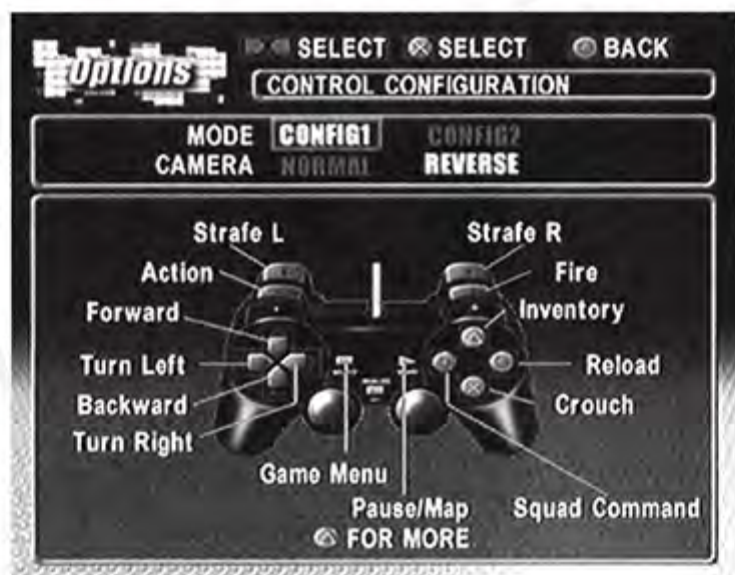 Options
SELECT SELECT BACK
CONTROL CONFIGURATION
MODE CONFIG1 CONFIG2
CAMERA NORMAL REVERSE
Strafe L Strafe R
Action Fire
Forward Inventory
Turn Left Reload
Backward Crouch
Turn Right
Game Menu
Pause/Map Squad Command
FOR MORE